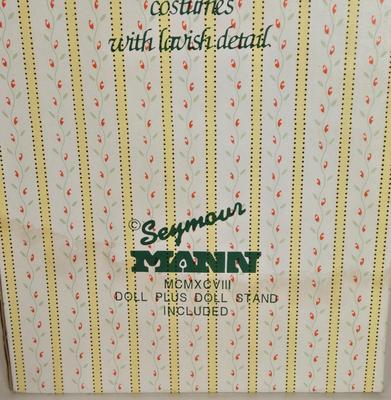 costumes
with lavish detail.
© Seymour
MANN
MCMXCVIII
DOLL PLUS DOLL STAND
INCLUDED